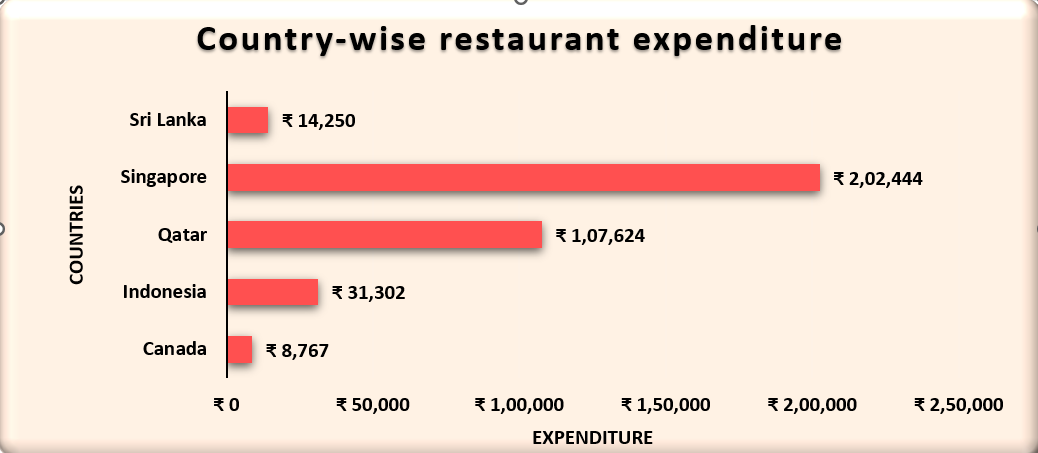 Country-wise restaurant expenditure
COUNTRIES
Sri Lanka ₹ 14,250
Singapore ₹ 2,02,444
Qatar ₹ 1,07,624
Indonesia ₹ 31,302
Canada ₹ 8,767
₹ 0 ₹ 50,000 ₹ 1,00,000 ₹ 1,50,000 ₹ 2,00,000 ₹ 2,50,000
EXPENDITURE